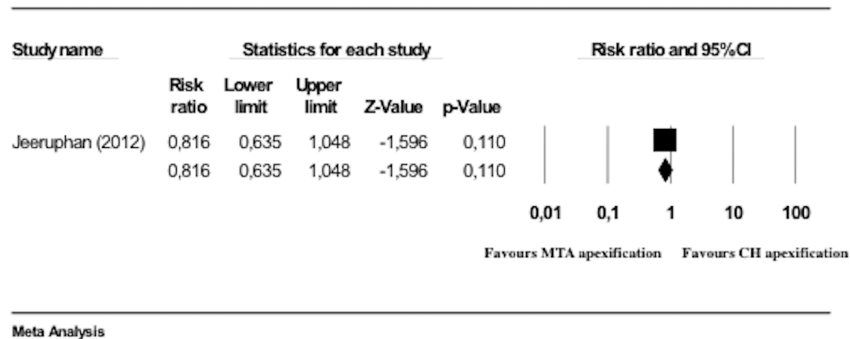 Study name Statistics for each study Risk ratio and 95%CI
Risk Lower Upper
ratio limit limit Z-Value p-Value
Jeeruphan (2012) 0,816 0,635 1,048 -1,596 0,110
0,816 0,635 1,048 -1,596 0,110
0,01 0,1 1 10 100
Favours MTA apexification Favours CH apexification
Meta Analysis